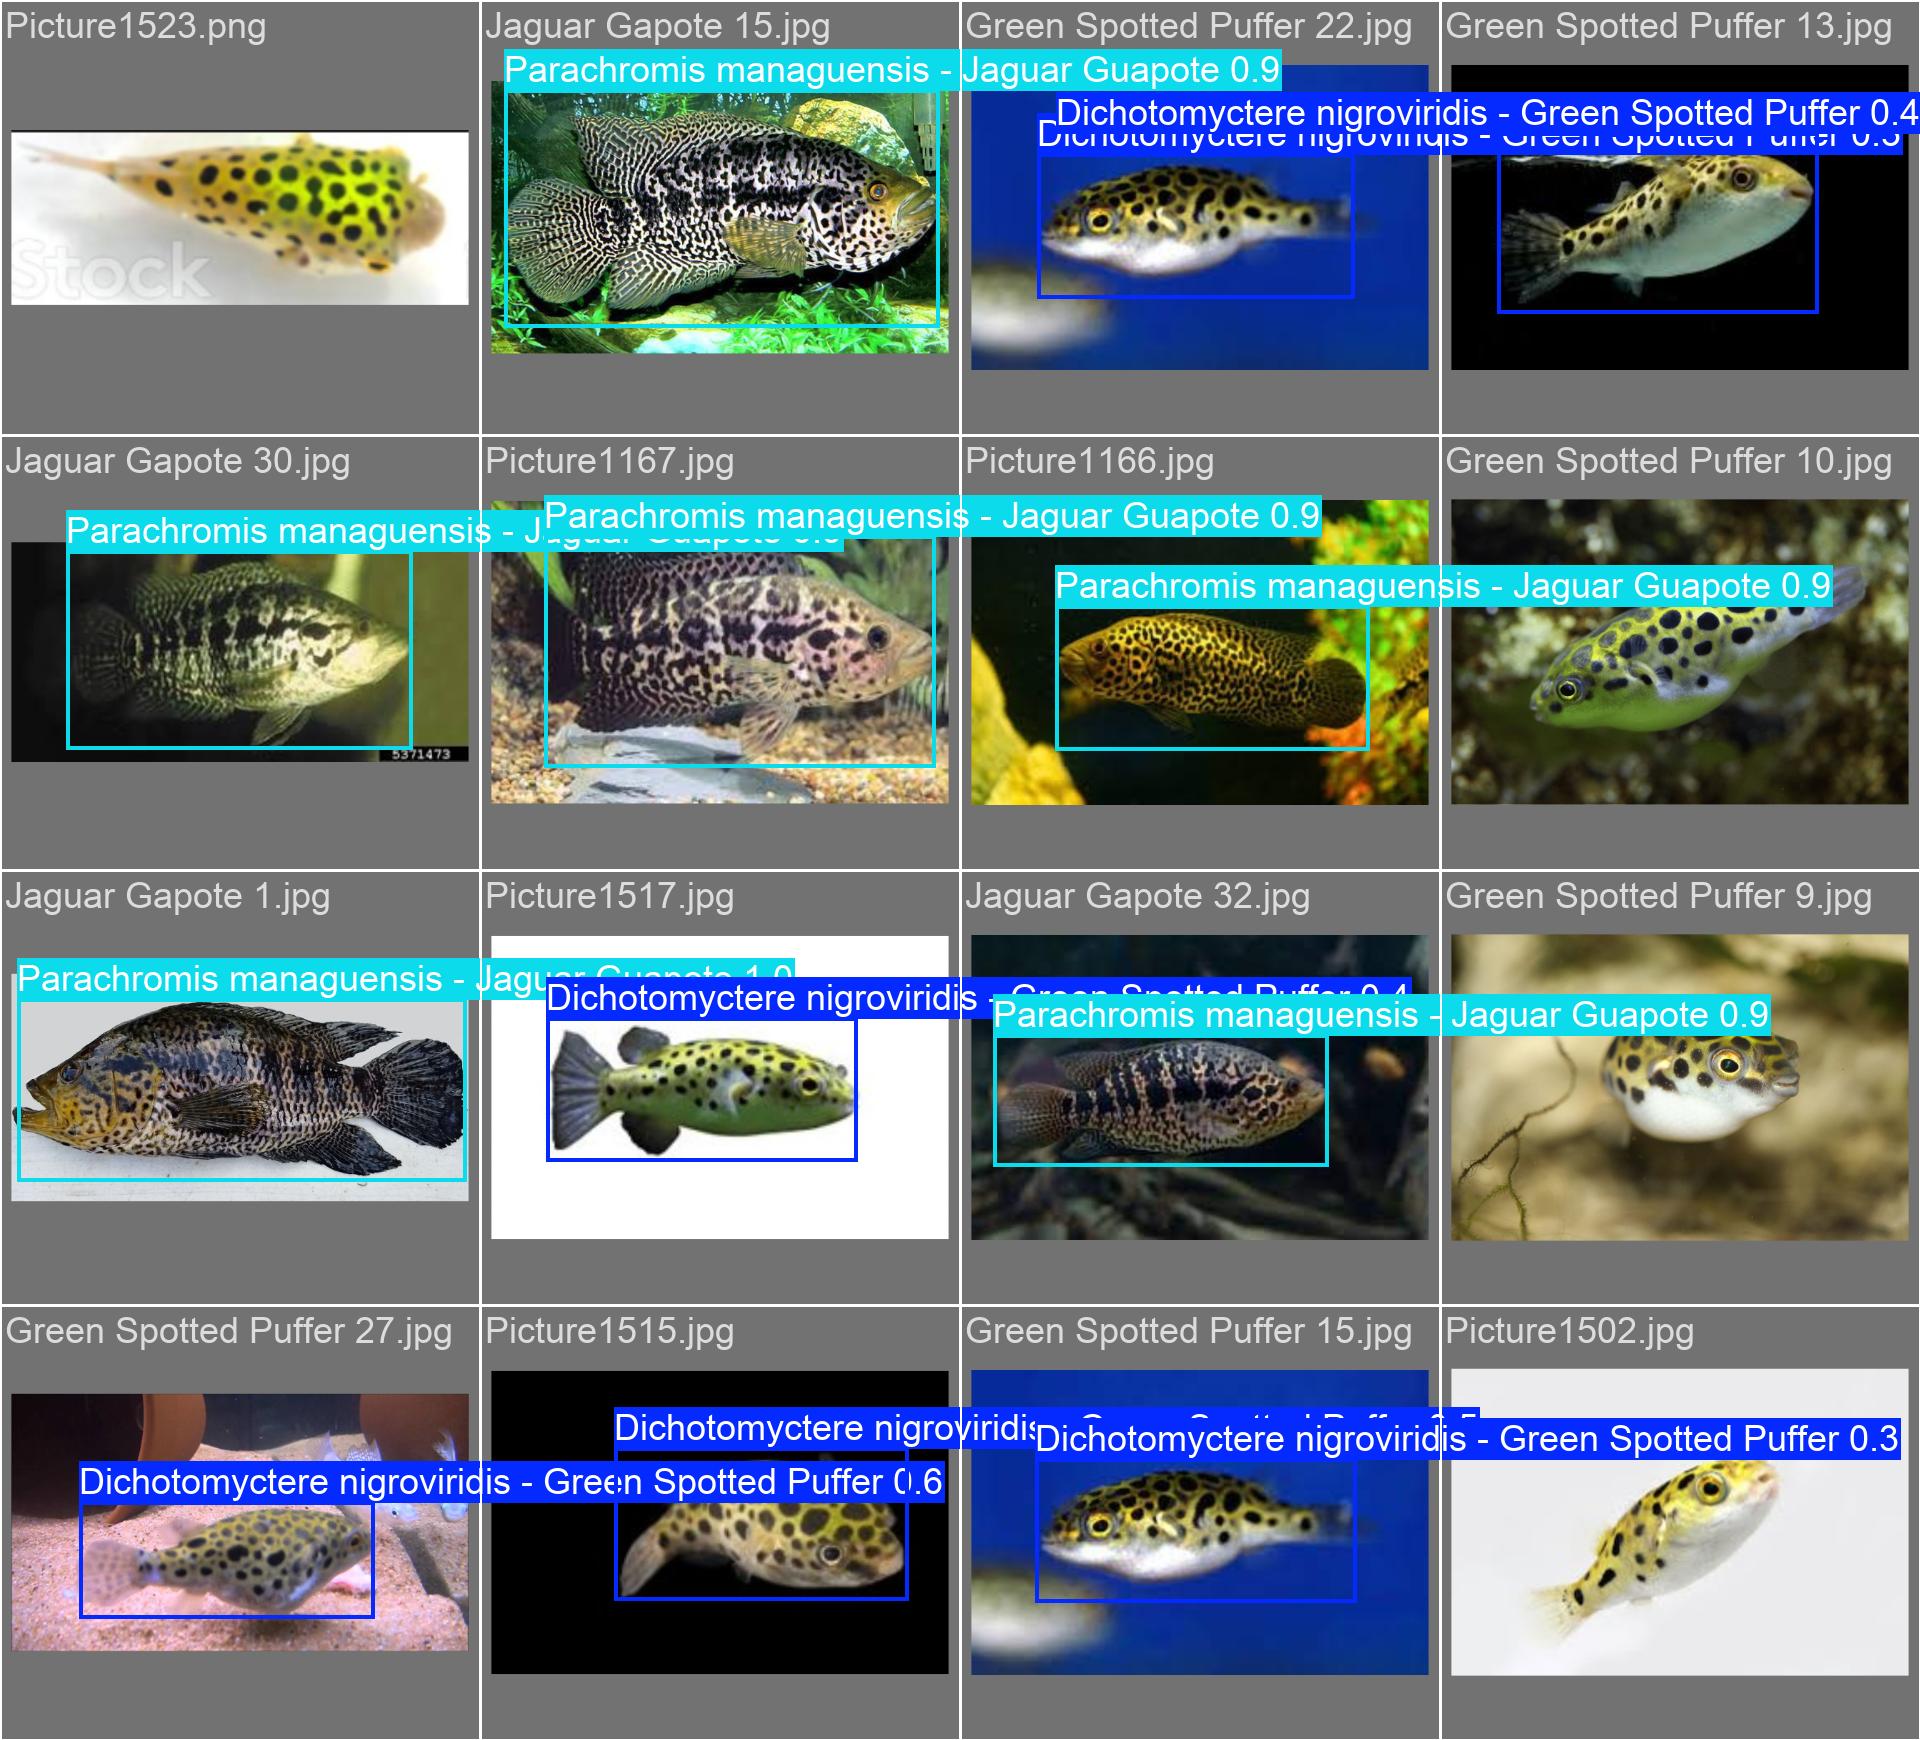 Picture1523.png
Jaguar Gapote 15.jpg
Green Spotted Puffer 22.jpg
Green Spotted Puffer 13.jpg
Parachromis managuensis - Jaguar Guapote 0.9
Dichotomyctere nigroviridis - Green Spotted Puffer 0.4
Dichotomyctere nigroviridis - Green Spotted Puffer
Stock
Jaguar Gapote 30.jpg
Picture1167.jpg
Picture1166.jpg
Green Spotted Puffer 10.jpg
Parachromis managuensis - Jaguar Guapote
Parachromis managuensis - Jaguar Guapote 0.9
Parachromis managuensis - Jaguar Guapote 0.9
5371473
Jaguar Gapote 1.jpg
Picture1517.jpg
Jaguar Gapote 32.jpg
Green Spotted Puffer 9.jpg
Parachromis managuensis - Jaguar Guapote 1.0
Dichotomyctere nigroviridis - Green Spotted Puffer 0.4
Parachromis managuensis - Jaguar Guapote 0.9
Green Spotted Puffer 27.jpg
Picture1515.jpg
Green Spotted Puffer 15.jpg
Picture1502.jpg
Dichotomyctere nigroviridis - Green Spotted Puffer 0.6
Dichotomyctere nigroviridis - Green Spotted Puffer 0.5
Dichotomyctere nigroviridis - Green Spotted Puffer 0.3